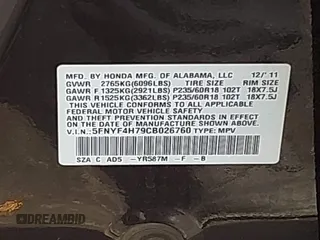 MFD. BY HONDA MFG. OF ALABAMA, LLC 12/'11
GVWR 2765KG(6096LBS) TIRE SIZE RIM SIZE
GAWR F 1325KG(2921LBS) P235/60R18 102T 18X7.5J
GAWR R 1525KG(3362LBS) P235/60R18 102T 18X7.5J
THIS VEHICLE CONFORMS TO ALL APPLICABLE
FEDERAL MOTOR VEHICLE SAFETY AND
THEFT PREVENTION STANDARDS IN EFFECT ON THE
DATE OF MANUFACTURE SHOWN ABOVE.
V.I.N.: 5FNYF4H79CB026760 TYPE: MPV
SZA C AD5 -YR587M -F -B
DREAMBID